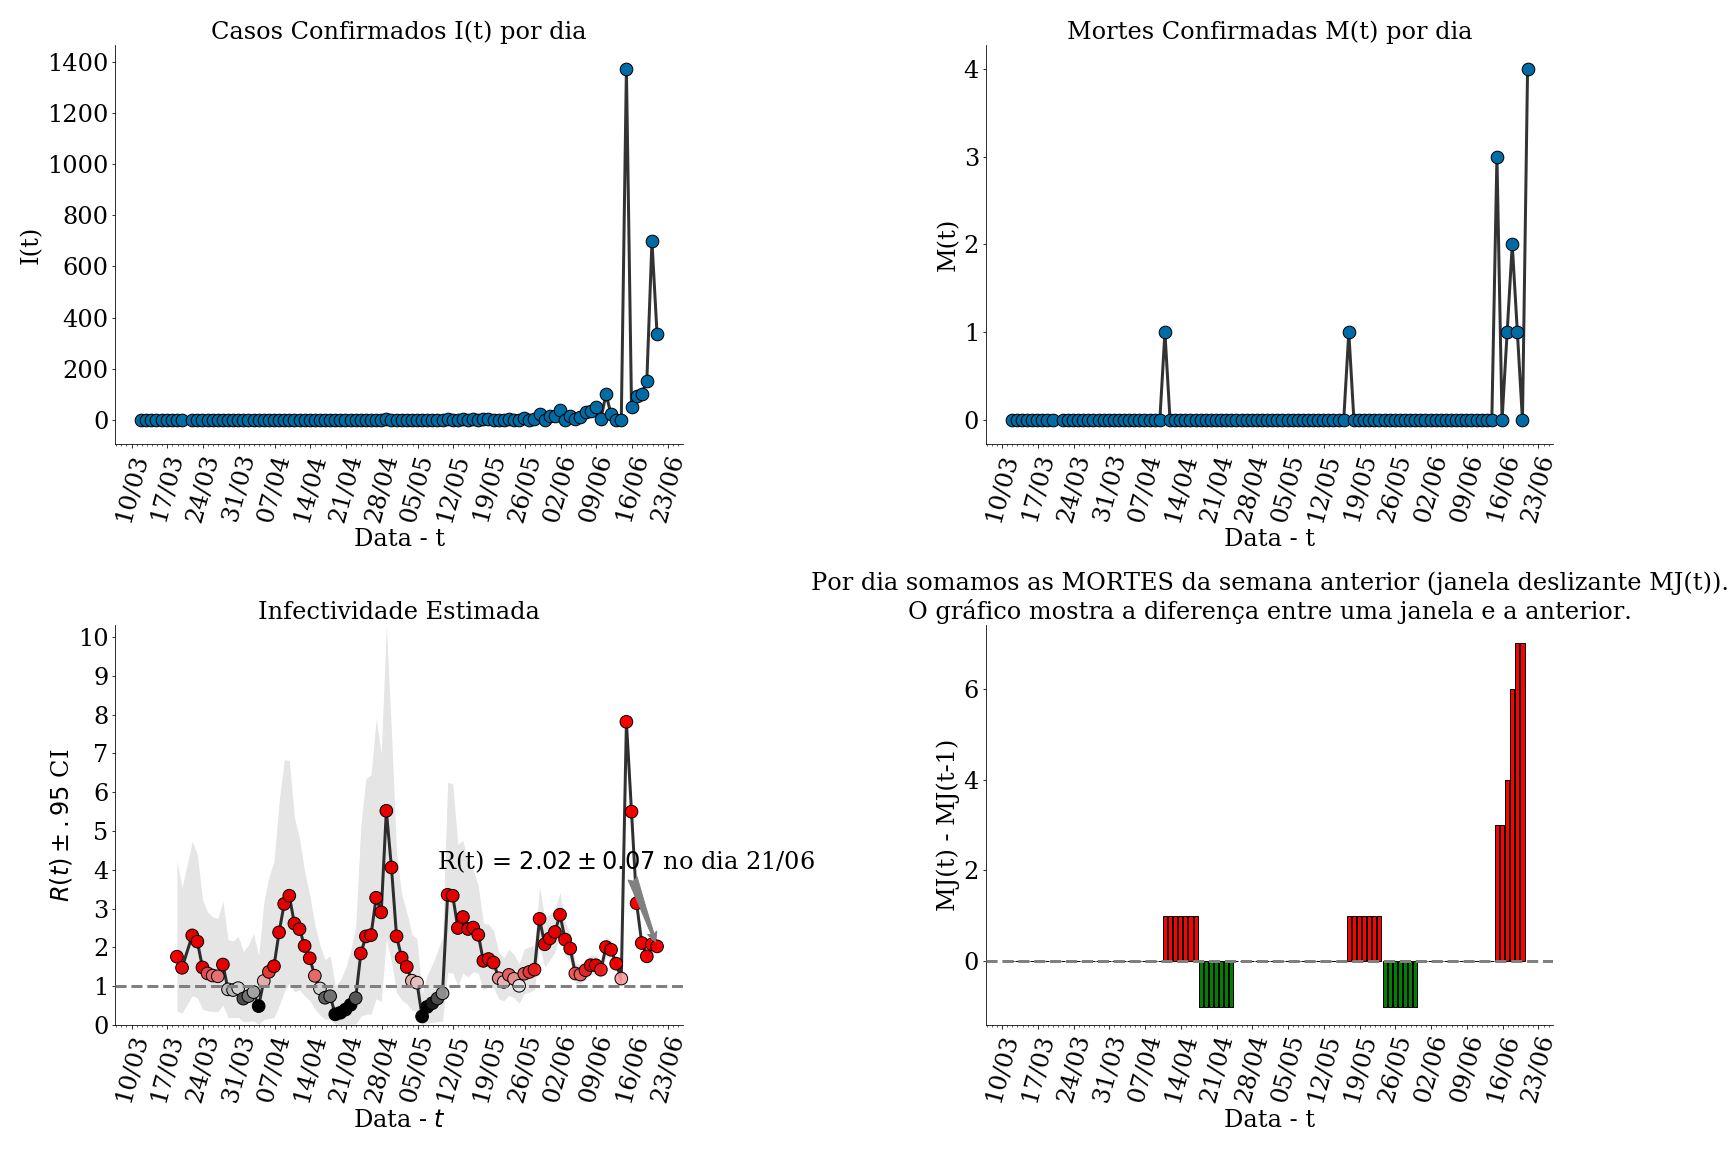 Casos Confirmados I(t) por dia
I(t)
1400
1200
1000
800
600
400
200
0
10/03 17/03 24/03 31/03 07/04 14/04 21/04 28/04 05/05 12/05 19/05 26/05 02/06 09/06 16/06 23/06
Data - t
Mortes Confirmadas M(t) por dia
M(t)
4
3
2
1
0
10/03 17/03 24/03 31/03 07/04 14/04 21/04 28/04 05/05 12/05 19/05 26/05 02/06 09/06 16/06 23/06
Data - t
Infectividade Estimada
R(t) ± .95 CI
10
9
8
7
6
5
4
3
2
1
0
R(t) = 2.02 ± 0.07 no dia 21/06
10/03 17/03 24/03 31/03 07/04 14/04 21/04 28/04 05/05 12/05 19/05 26/05 02/06 09/06 16/06 23/06
Data - t
Por dia somamos as MORTES da semana anterior (janela deslizante MJ(t)).
O gráfico mostra a diferença entre uma janela e a anterior.
MJ(t) - MJ(t-1)
6
4
2
0
10/03 17/03 24/03 31/03 07/04 14/04 21/04 28/04 05/05 12/05 19/05 26/05 02/06 09/06 16/06 23/06
Data - t